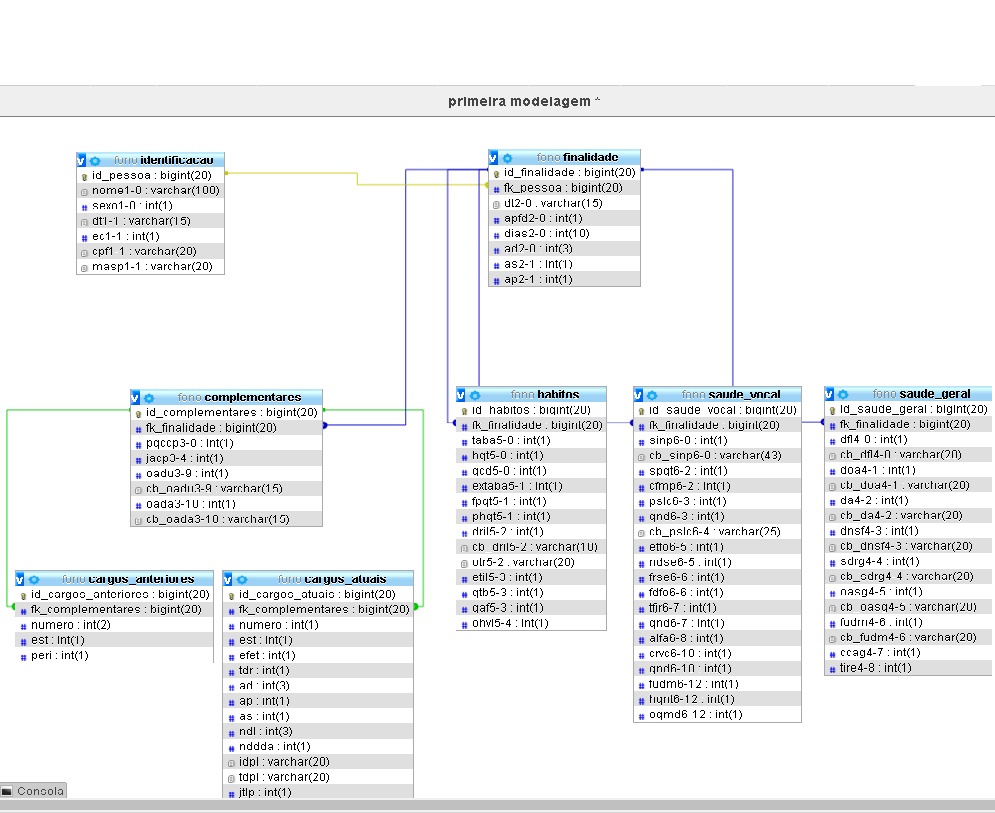 primeira modelagem *
fono identificacao
id_pessoa : bigint(20)
nome1-0 : varchar(100)
sexo1-0 : int(1)
dt1-1 : varchar(15)
ec1-1 : int(1)
cpf1-1 : varchar(20)
masp1-1 : varchar(20)
fono finalidade
id_finalidade : bigint(20)
fk_pessoa : bigint(20)
dl2-0 : varchar(15)
apfd2-0 : int(1)
dias2-0 : int(10)
ad2-0 : int(3)
as2-1 : int(1)
ap2-1 : int(1)
fono complementares
id_complementares : bigint(20)
fk_finalidade : bigint(20)
pqccp3-0 : int(1)
jacp3-4 : int(1)
oadu3-9 : int(1)
cb_oadu3-9 : varchar(15)
oada3-10 : int(1)
cb_oada3-10 : varchar(15)
fono habitos
id_habitos : bigint(20)
fk_finalidade : bigint(20)
taba5-0 : int(1)
hqt5-0 : int(1)
qcd5-0 : int(1)
extaba5-1 : int(1)
fpqt5-1 : int(1)
phqt5-1 : int(1)
dril5-2 : int(1)
cb_dril5-2 : varchar(10)
olr5-2 : varchar(20)
etil5-3 : int(1)
qtb5-3 : int(1)
qaf5-3 : int(1)
ohvl5-4 : int(1)
fono saude_vocal
id_saude_vocal : bigint(20)
fk_finalidade : bigint(20)
sinp6-0 : int(1)
cb_sinp6-0 : varchar(43)
spqt6-2 : int(1)
cfmp6-2 : int(1)
pslc6-3 : int(1)
qnd6-3 : int(1)
cb_pslc6-4 : varchar(25)
etfo6-5 : int(1)
ndse6-5 : int(1)
frse6-6 : int(1)
fdfo6-6 : int(1)
tfjr6-7 : int(1)
qnd6-7 : int(1)
alfa6-8 : int(1)
crvc6-10 : int(1)
qnd6-10 : int(1)
fudm6-12 : int(1)
oqmd6-12 : int(1)
fono saude_geral
id_saude_geral : bigint(20)
fk_finalidade : bigint(20)
dfl4-0 : int(1)
cb_dfl4-0 : varchar(20)
doa4-1 : int(1)
cb_doa4-1 : varchar(20)
da4-2 : int(1)
cb_da4-2 : varchar(20)
dnsf4-3 : int(1)
cb_dnsf4-3 : varchar(20)
sdrg4-4 : int(1)
cb_sdrg4-4 : varchar(20)
oasg4-5 : int(1)
cb_oasg4-5 : varchar(20)
fudm4-6 : int(1)
cb_fudm4-6 : varchar(20)
ccag4-7 : int(1)
tire4-8 : int(1)
fono cargos_anteriores
id_cargos_anteriores : bigint(20)
fk_complementares : bigint(20)
numero : int(2)
est : int(1)
peri : int(1)
fono cargos_atuais
id_cargos_atuais : bigint(20)
fk_complementares : bigint(20)
numero : int(1)
est : int(1)
efet : int(1)
tdr : int(1)
ad : int(3)
ap : int(1)
as : int(1)
ndl : int(3)
nddda : int(1)
idpl : varchar(20)
tdpl : varchar(20)
jtlp : int(1)
Consola